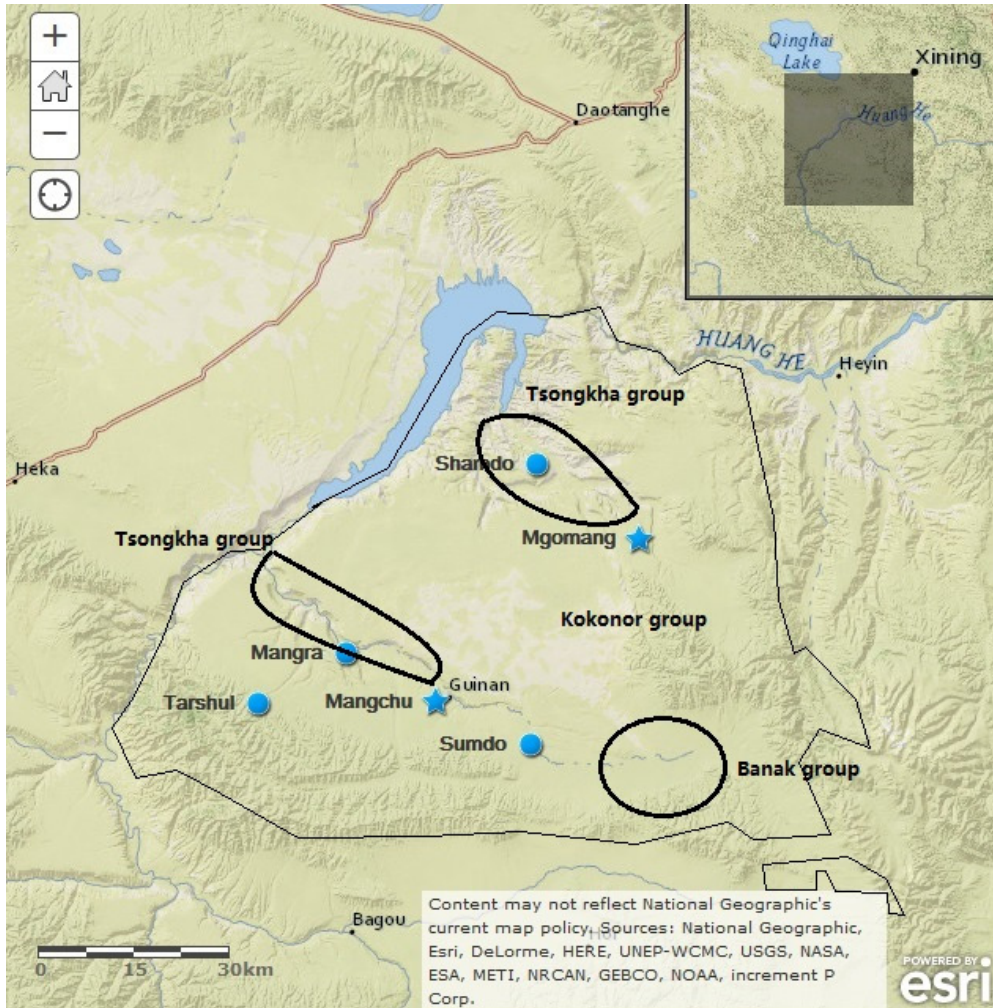 +
−
Qinghai
Lake
Xining
Huang He
Daotanghe
HUANG HE
Heyin
Tsongkha group
Shamdo
Heka
Mgomang
Tsongkha group
Kokonor group
Mangra
Guinan
Tarshul
Mangchu
Sumdo
Banak group
Bagou
0 15 30km
Content may not reflect National Geographic's
current map policy. Sources: National Geographic,
Esri, DeLorme, HERE, UNEP-WCMC, USGS, NASA,
ESA, METI, NRCAN, GEBCO, NOAA, increment P
Corp.
POWERED BY
esri